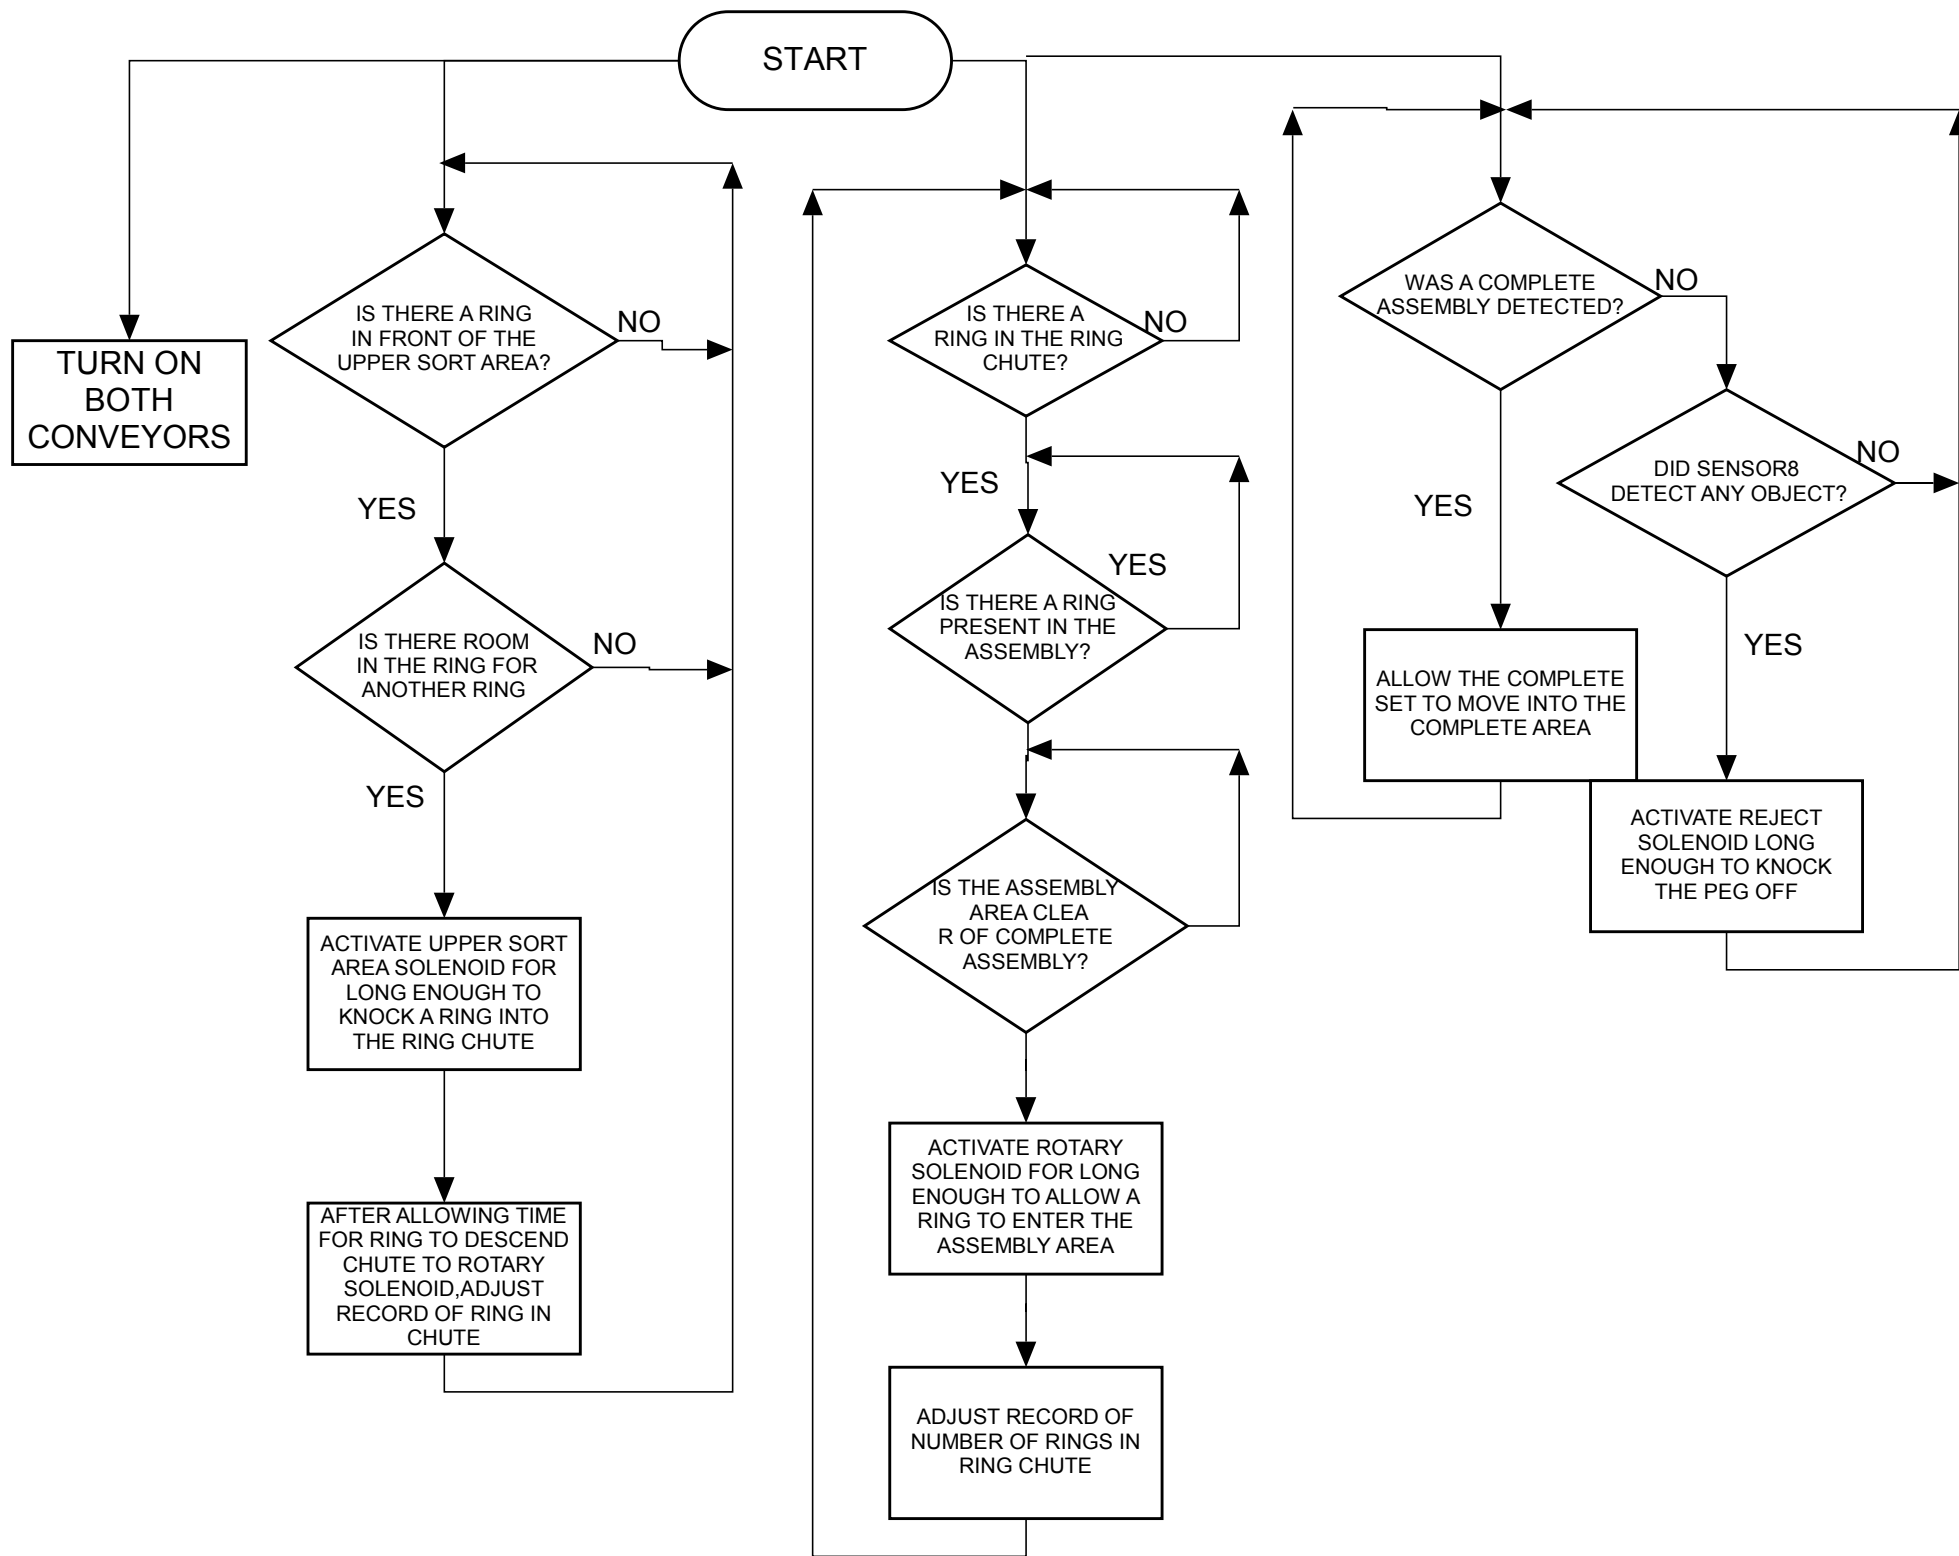 START
TURN ON
BOTH
CONVEYORS
IS THERE A RING
IN FRONT OF THE
UPPER SORT AREA?
NO
YES
IS THERE ROOM
IN THE RING FOR
ANOTHER RING
NO
YES
ACTIVATE UPPER SORT
AREA SOLENOID FOR
LONG ENOUGH TO
KNOCK A RING INTO
THE RING CHUTE
AFTER ALLOWING TIME
FOR RING TO DESCEND
CHUTE TO ROTARY
SOLENOID,ADJUST
RECORD OF RING IN
CHUTE
IS THERE A
RING IN THE RING
CHUTE?
NO
YES
IS THERE A RING
PRESENT IN THE
ASSEMBLY?
YES
IS THE ASSEMBLY
AREA CLEA
R OF COMPLETE
ASSEMBLY?
ACTIVATE ROTARY
SOLENOID FOR LONG
ENOUGH TO ALLOW A
RING TO ENTER THE
ASSEMBLY AREA
ADJUST RECORD OF
NUMBER OF RINGS IN
RING CHUTE
WAS A COMPLETE
ASSEMBLY DETECTED?
NO
YES
DID SENSOR8
DETECT ANY OBJECT?
NO
YES
ALLOW THE COMPLETE
SET TO MOVE INTO THE
COMPLETE AREA
ACTIVATE REJECT
SOLENOID LONG
ENOUGH TO KNOCK
THE PEG OFF